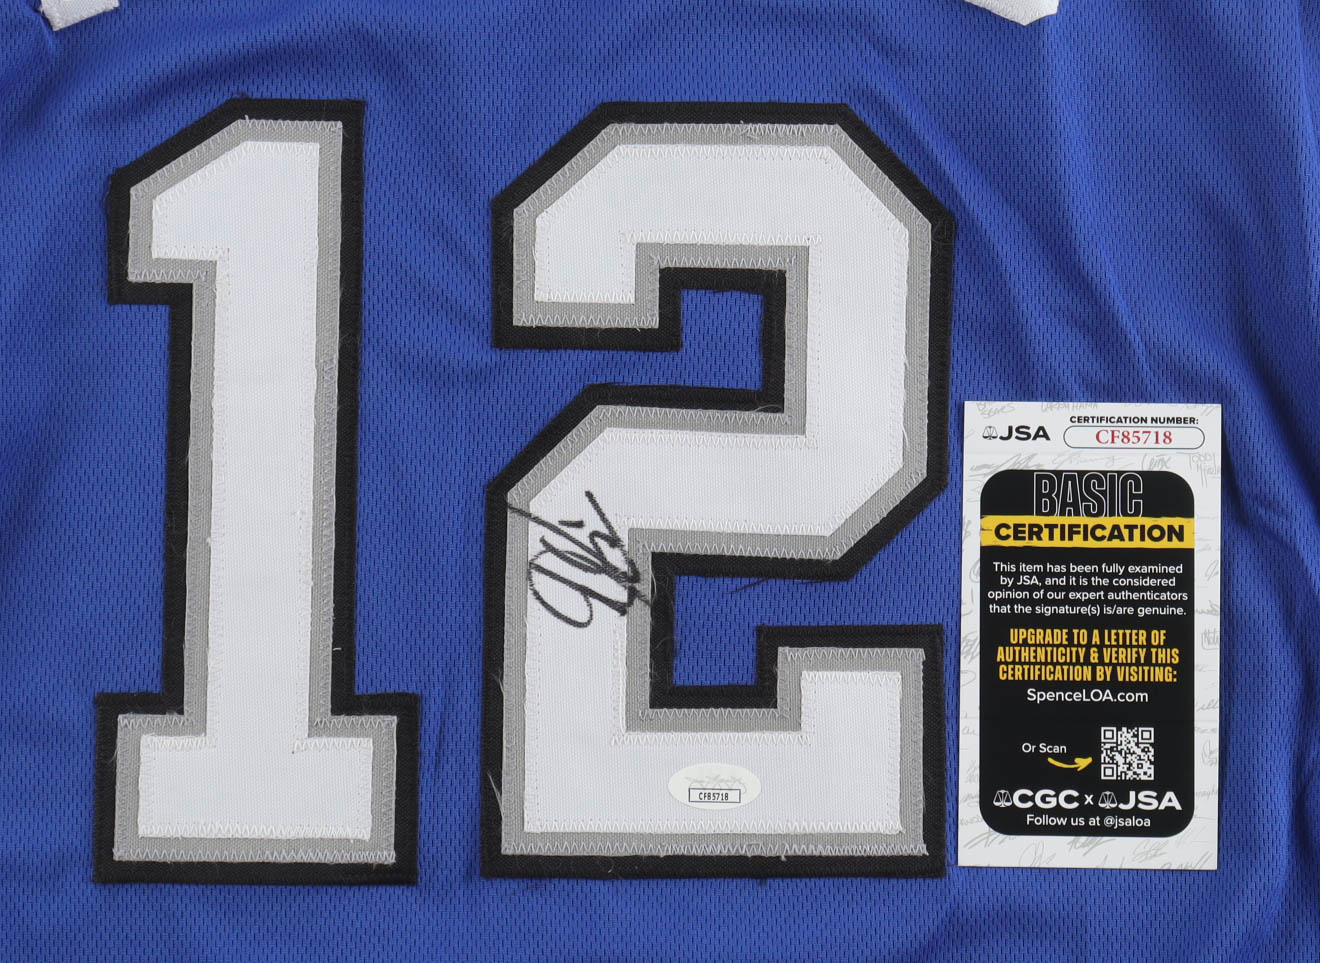 12
JSA
CERTIFICATION NUMBER:
CF85718
BASIC
CERTIFICATION
This item has been fully examined
by JSA, and it is the considered
opinion of our expert authenticators
that the signature(s) is/are genuine.
UPGRADE TO A LETTER OF
AUTHENTICITY & VERIFY THIS
CERTIFICATION BY VISITING:
SpenceLOA.com
Or Scan
CGC x JSA
Follow us at @jsaloa
CF85718